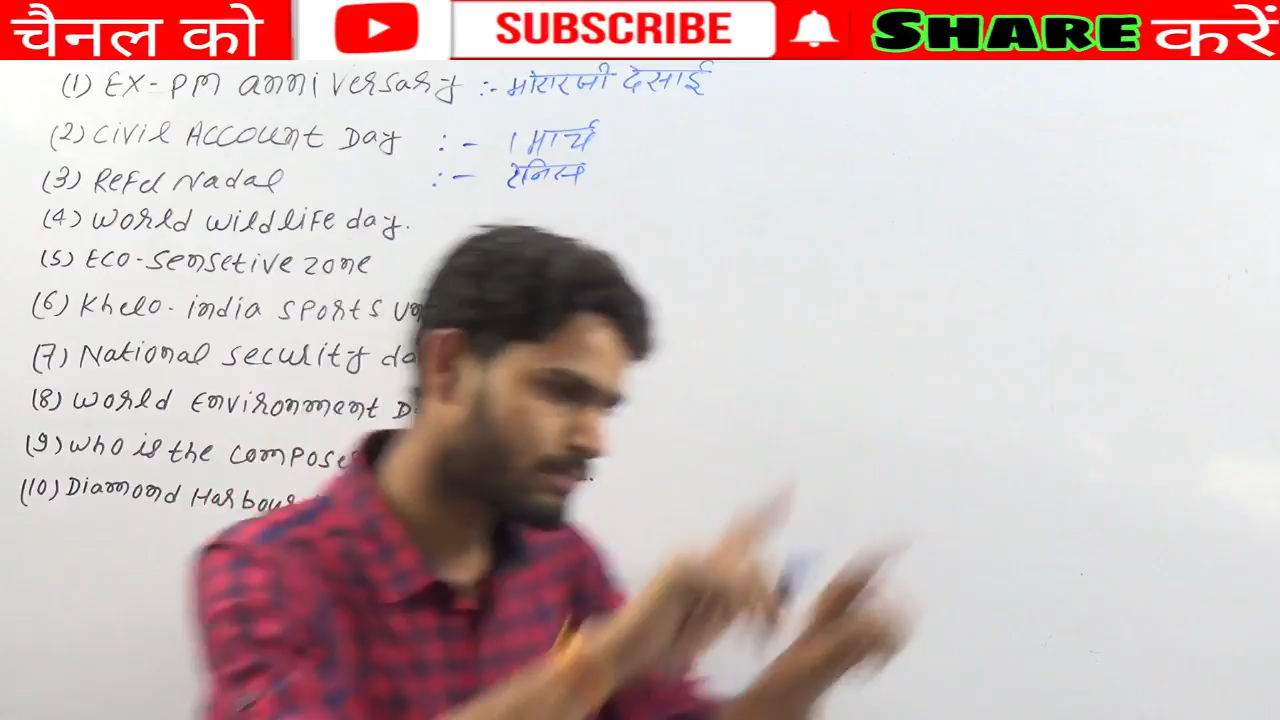 चैनल को SUBSCRIBE SHARE करें
(1) EX-PM anniversary :- मोरारजी देसाई
(2) Civil Account Day :- 1 मार्च
(3) Refel Nadal :- टेनिस
(4) World wildlife day.
(5) ECO-Sensetive zone
(6) Khelo-india sports
(7) National security
(8) World Environment
(9) Who is the
(10) Diamond